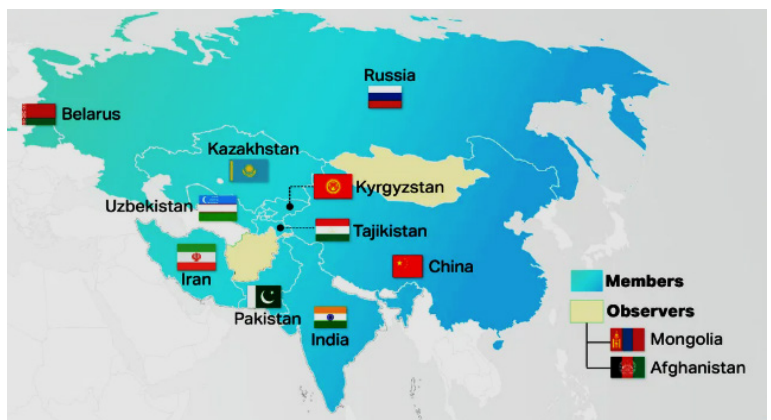 Russia
Belarus
Kazakhstan
Kyrgyzstan
Uzbekistan
Tajikistan
China
Iran
Pakistan
India
Members
Observers
Mongolia
Afghanistan